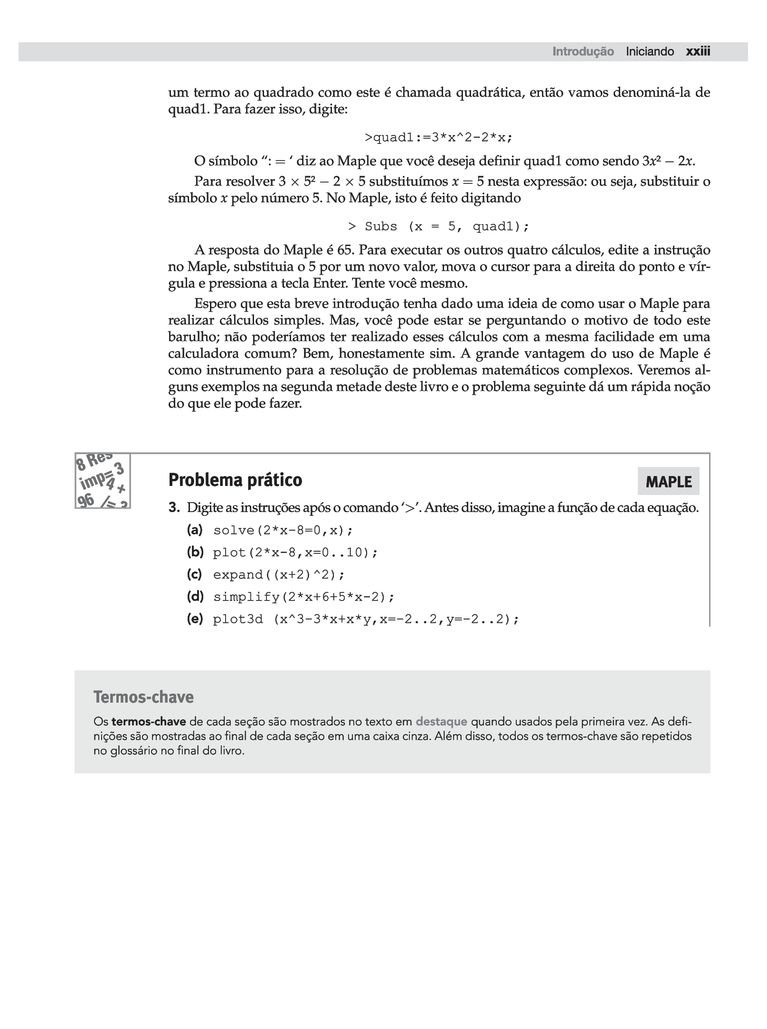 Introdução Iniciando xxiii
um termo ao quadrado como este é chamada quadrática, então vamos denominá-la de
quad1. Para fazer isso, digite:
>quad1:=3*x^2-2*x;
O símbolo “: = ‘ diz ao Maple que você deseja definir quad1 como sendo 3x² − 2x.
Para resolver 3 × 5² − 2 × 5 substituímos x = 5 nesta expressão: ou seja, substituir o
símbolo x pelo número 5. No Maple, isto é feito digitando
> Subs (x = 5, quad1);
A resposta do Maple é 65. Para executar os outros quatro cálculos, edite a instrução
no Maple, substituia o 5 por um novo valor, mova o cursor para a direita do ponto e vír-
gula e pressiona a tecla Enter. Tente você mesmo.
Espero que esta breve introdução tenha dado uma ideia de como usar o Maple para
realizar cálculos simples. Mas, você pode estar se perguntando o motivo de todo este
barulho; não poderíamos ter realizado esses cálculos com a mesma facilidade em uma
calculadora comum? Bem, honestamente sim. A grande vantagem do uso de Maple é
como instrumento para a resolução de problemas matemáticos complexos. Veremos al-
guns exemplos na segunda metade deste livro e o problema seguinte dá um rápida noção
do que ele pode fazer.
8 Res
imp= 3
4 +
96 /= 2
Problema prático
MAPLE
3. Digite as instruções após o comando ‘>’. Antes disso, imagine a função de cada equação.
(a) solve(2*x-8=0,x);
(b) plot(2*x-8,x=0..10);
(c) expand((x+2)^2);
(d) simplify(2*x+6+5*x-2);
(e) plot3d (x^3-3*x+x*y,x=-2..2,y=-2..2);
Termos-chave
Os termos-chave de cada seção são mostrados no texto em destaque quando usados pela primeira vez. As defi-
nições são mostradas ao final de cada seção em uma caixa cinza. Além disso, todos os termos-chave são repetidos
no glossário no final do livro.